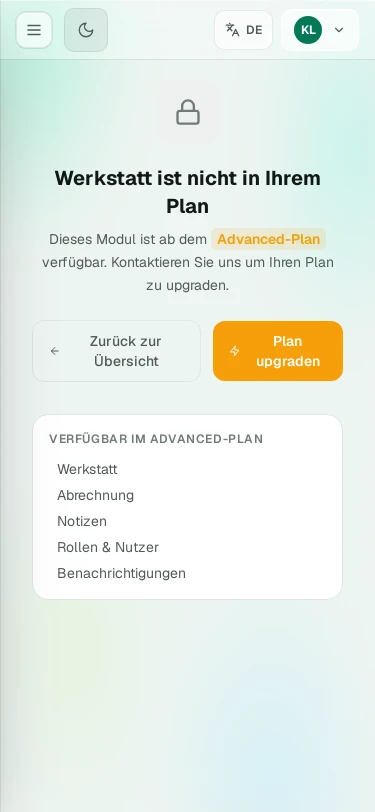 DE
KL
Werkstatt ist nicht in Ihrem
Plan
Dieses Modul ist ab dem Advanced-Plan
verfügbar. Kontaktieren Sie uns um Ihren Plan
zu upgraden.
Zurück zur
Übersicht
Plan
upgraden
VERFÜGBAR IM ADVANCED-PLAN
Werkstatt
Abrechnung
Notizen
Rollen & Nutzer
Benachrichtigungen